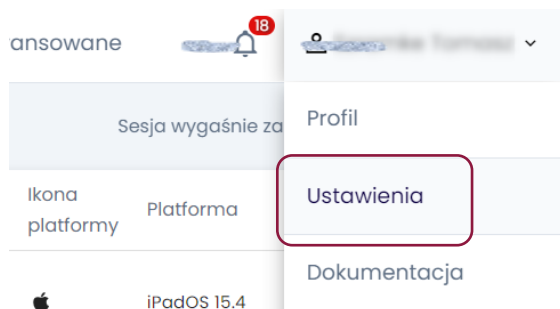 ansowane
18
Sesja wygaśnie za
Ikona
platformy
Platforma
iPadOS 15.4
Profil
Ustawienia
Dokumentacja